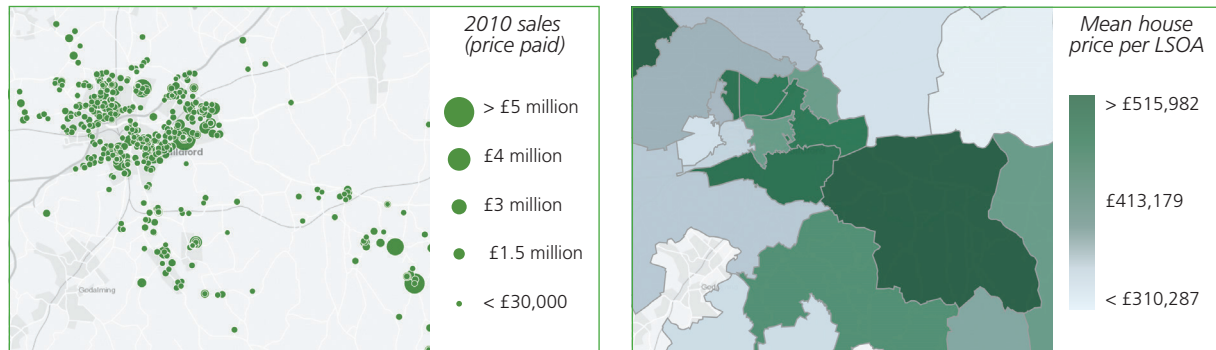 2010 sales
(price paid)
> £5 million
£4 million
£3 million
£1.5 million
< £30,000
Godalming
Mean house
price per LSOA
> £515,982
£413,179
< £310,287